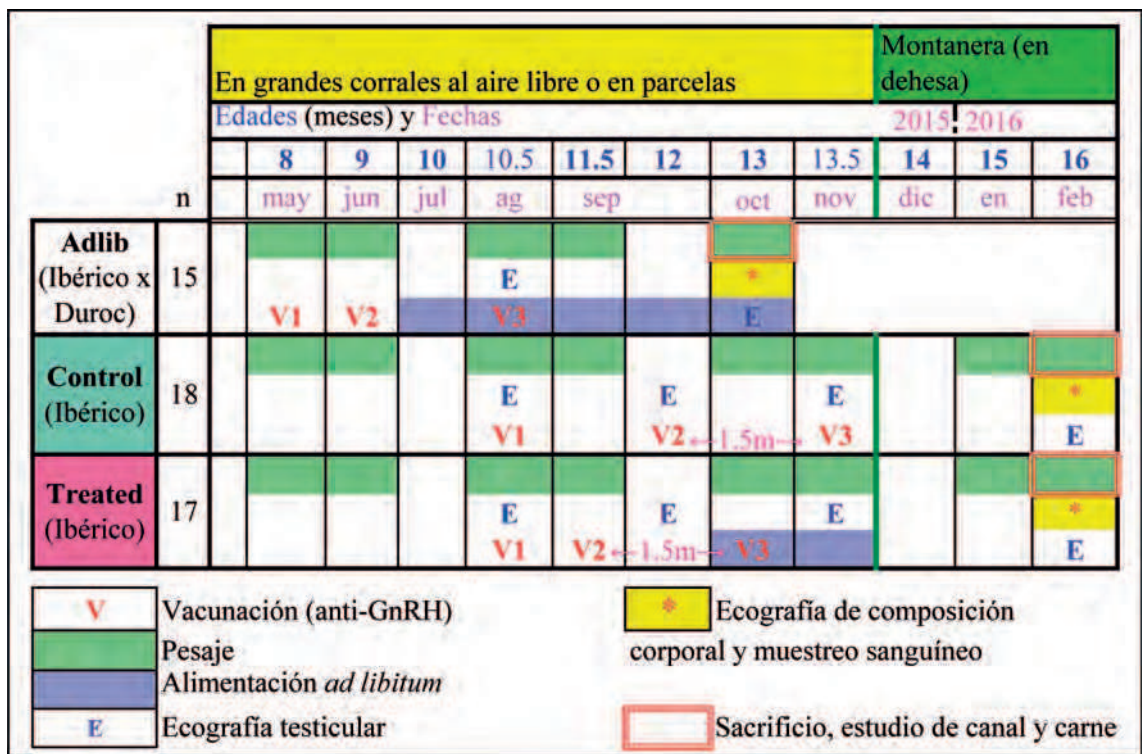 En grandes corrales al aire libre o en parcelas
Montanera (en
dehesa)
Edades (meses) y Fechas
2015 2016
8 9 10 10.5 11.5 12 13 13.5 14 15 16
n may jun jul ag sep oct nov dic en feb
Adlib
(Ibérico x
Duroc)
15
E *
V1 V2 V3 E
Control
(Ibérico)
18
E E E *
V1 V2 ←1.5m→ V3 E
Treated
(Ibérico)
17
E E E *
V1 V2 ←1.5m→ V3 E
V Vacunación (anti-GnRH)
Pesaje
Alimentación ad libitum
E Ecografía testicular
* Ecografía de composición
corporal y muestreo sanguíneo
Sacrificio, estudio de canal y carne